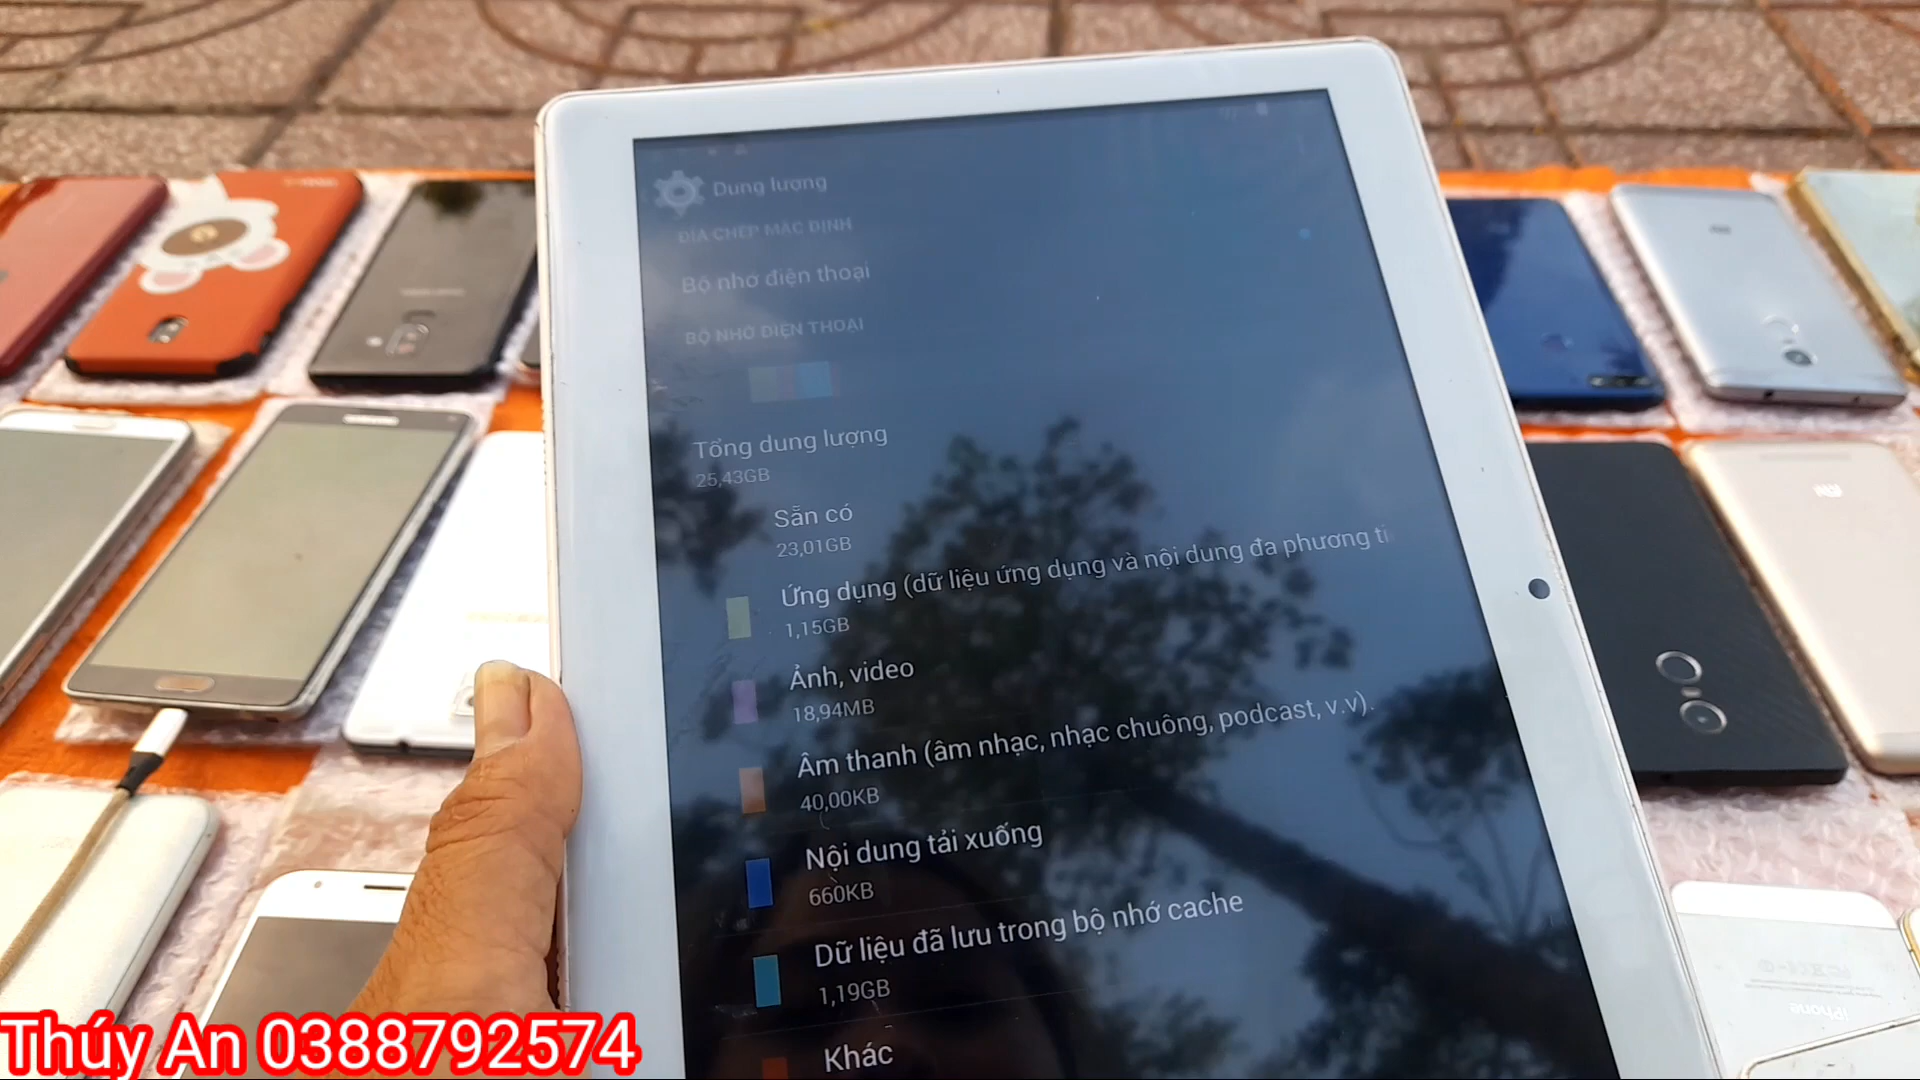 Dung lượng
ĐĨA CHÉP MẶC ĐỊNH
Bộ nhớ điện thoại
BỘ NHỚ ĐIỆN THOẠI
Tổng dung lượng
25,43GB
Sẵn có
23,01GB
Ứng dụng (dữ liệu ứng dụng và nội dung đa phương ti
1,15GB
Ảnh, video
18,94MB
Âm thanh (âm nhạc, nhạc chuông, podcast, v.v).
40,00KB
Nội dung tải xuống
660KB
Dữ liệu đã lưu trong bộ nhớ cache
1,19GB
Khác
iPhone
Thúy An 0388792574